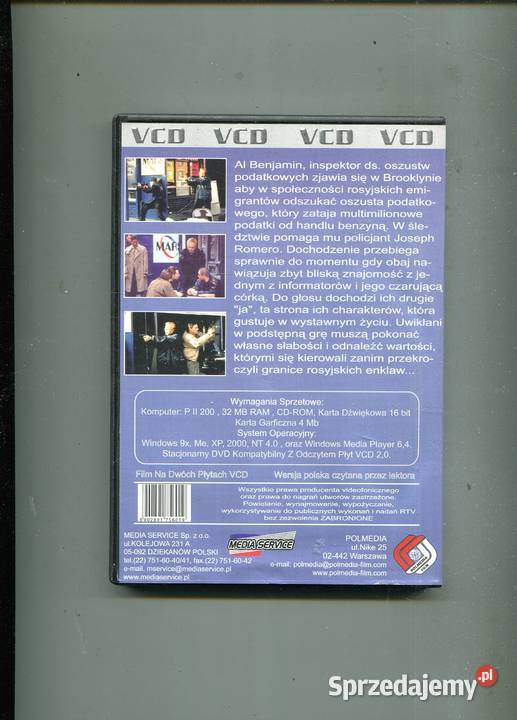 VCD VCD VCD VCD
Al Benjamin, inspektor ds. oszustw
podatkowych zjawia się w Brooklynie
aby w społeczności rosyjskich emi-
grantów odszukać oszusta podatko-
wego, który zataja multimilionowe
podatki od handlu benzyną. W śle-
dztwie pomaga mu policjant Joseph
Romero. Dochodzenie przebiega
sprawnie do momentu gdy obaj na-
wiązuja zbyt bliską znajomość z je-
dnym z informatorów i jego czarującą
córką. Do głosu dochodzi ich drugie
"ja", ta strona ich charakterów, która
gustuje w wystawnym życiu. Uwikłani
w podstępną grę muszą pokonać
własne słabości i odnaleźć wartości,
którymi się kierowali zanim przekro-
czyli granice rosyjskich enklaw...
Wymagania Sprzetowe:
Komputer: P II 200 , 32 MB RAM , CD-ROM, Karta Dźwiękowa 16 bit
Karta Garficzna 4 Mb
System Operacyjny:
Windows 9x, Me, XP, 2000, NT 4.0 , oraz Windows Media Player 6,4.
Stacjonarny DVD Kompatybilny Z Odczytem Płyt VCD 2,0.
Film Na Dwóch Płytach VCD Wersja polska czytana przez lektora
Wszystkie prawa producenta videofonicznego
oraz prawa do nagrań utworów zastrzeżone.
Powielanie, wynajmowanie, wypożyczanie,
wykorzystywanie do publicznych wykonań i nadań RTV
bez zezwolenia ZABRONIONE
MEDIA SERVICE Sp. z o.o.
ul.KOLEJOWA 231 A
05-092 DZIEKANÓW POLSKI
tel.(22) 751-60-40/41, fax (22) 751-60-42
e-mail. mservice@mediaservice.pl
www.mediaservice.pl
MEDIA SERVICE
POLMEDIA
ul.Nike 25
02-442 Warszawa
e-mail: polmedia@polmedia-film.com
www.polmedia-film.com
Sprzedajemy.pl